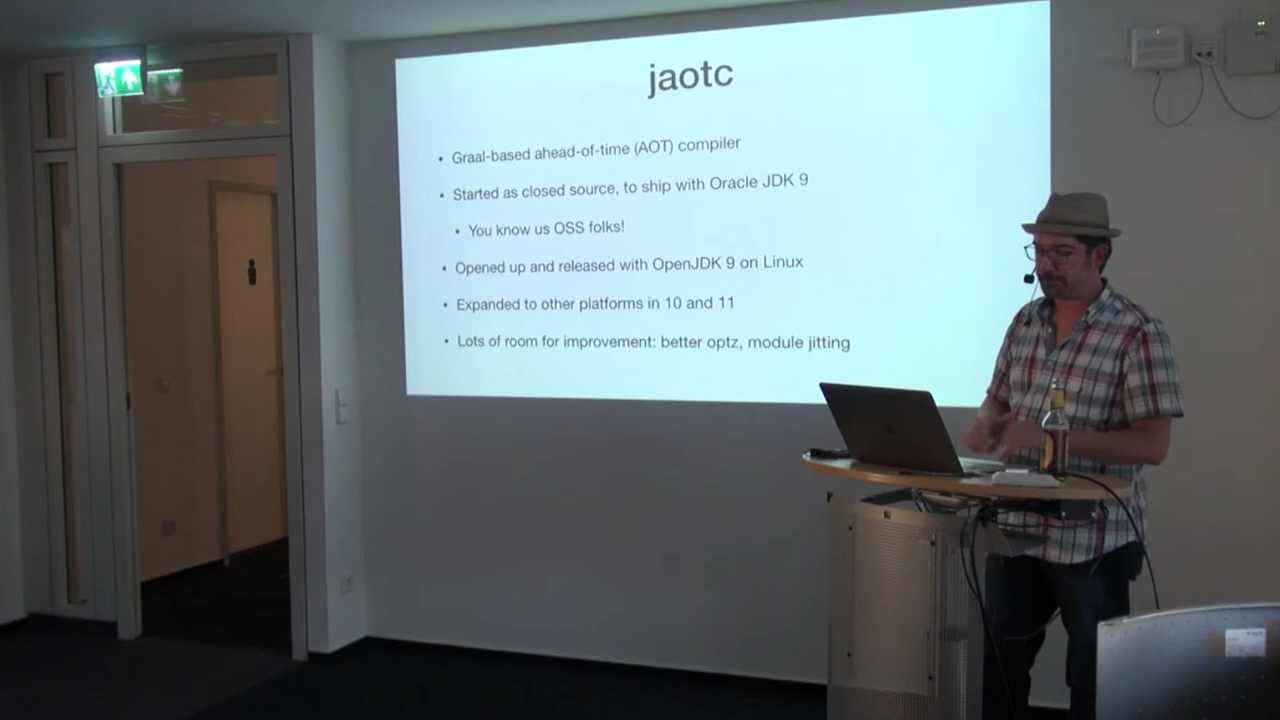 jaotc
• Graal-based ahead-of-time (AOT) compiler
• Started as closed source, to ship with Oracle JDK 9
• You know us OSS folks!
• Opened up and released with OpenJDK 9 on Linux
• Expanded to other platforms in 10 and 11
• Lots of room for improvement: better optz, module jitting